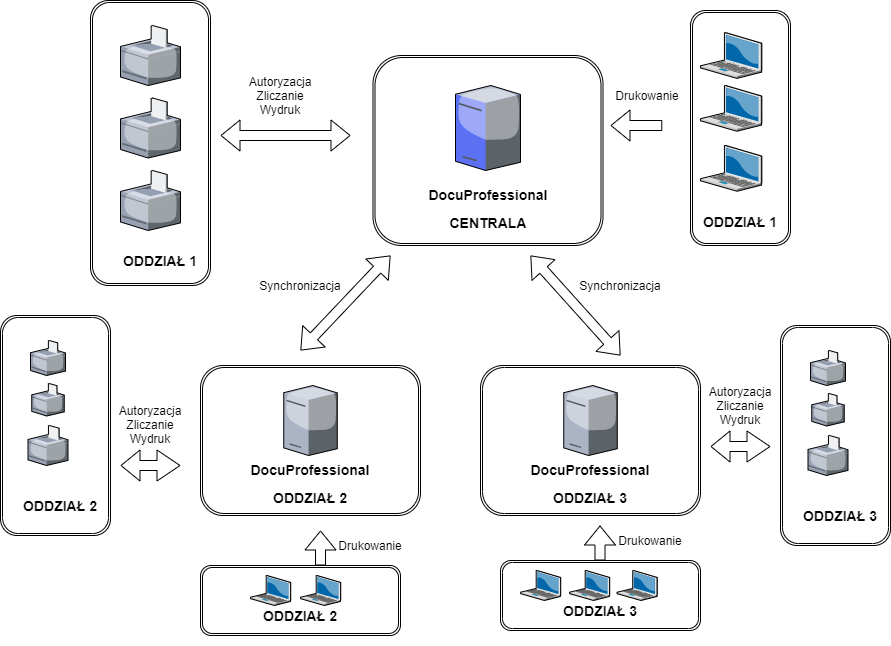 Autoryzacja
Zliczanie
Wydruk
Drukowanie
DocuProfessional
CENTRALA
ODDZIAŁ 1
ODDZIAŁ 1
Synchronizacja
Synchronizacja
Autoryzacja
Zliczanie
Wydruk
Autoryzacja
Zliczanie
Wydruk
DocuProfessional
ODDZIAŁ 2
DocuProfessional
ODDZIAŁ 3
ODDZIAŁ 2
ODDZIAŁ 3
Drukowanie
Drukowanie
ODDZIAŁ 2
ODDZIAŁ 3